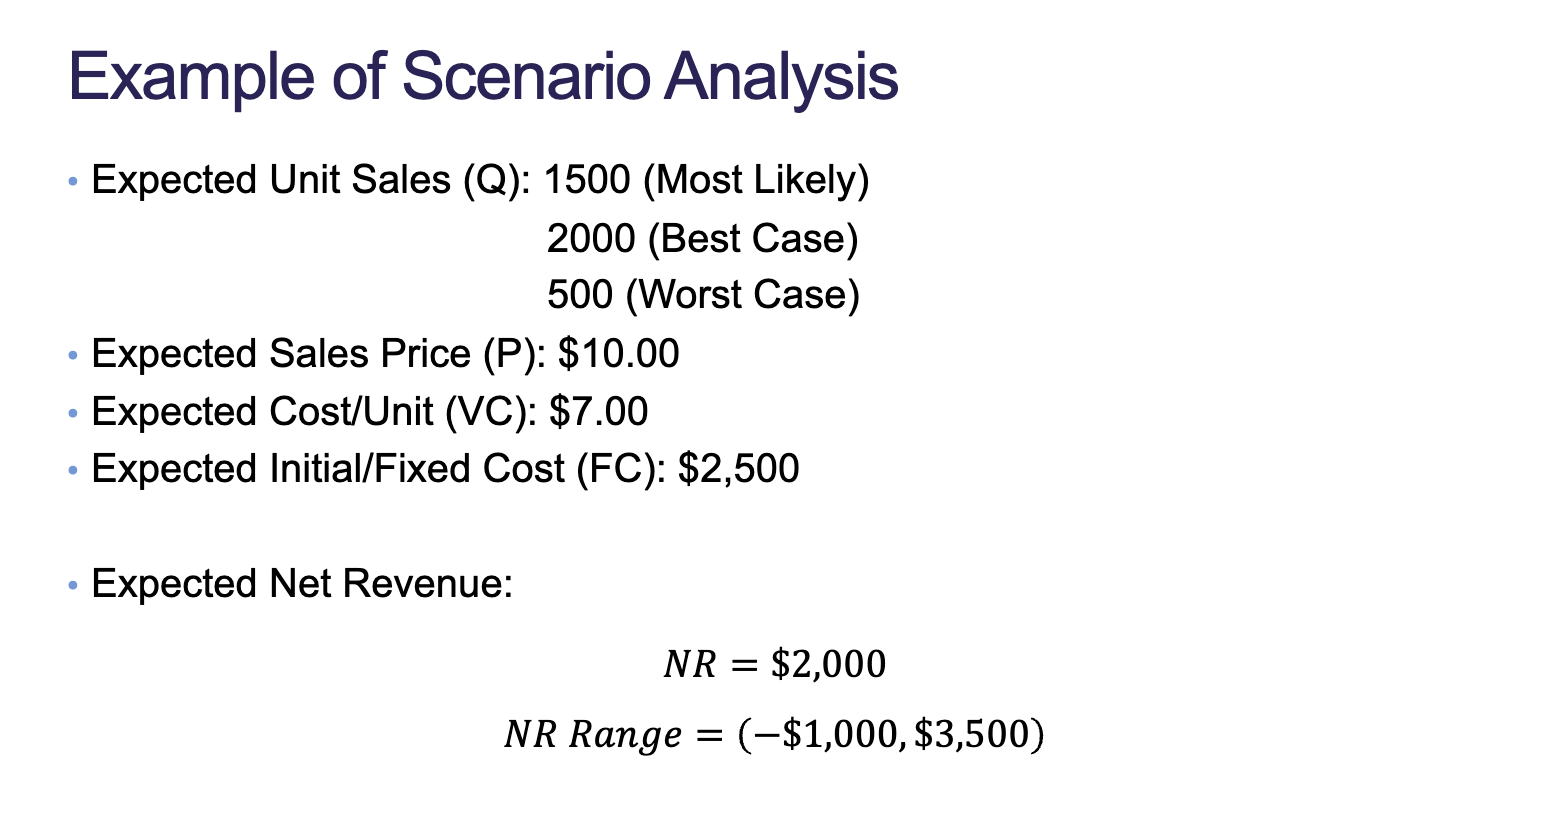 Example of Scenario Analysis
• Expected Unit Sales (Q): 1500 (Most Likely)
2000 (Best Case)
500 (Worst Case)
• Expected Sales Price (P): $10.00
• Expected Cost/Unit (VC): $7.00
• Expected Initial/Fixed Cost (FC): $2,500
• Expected Net Revenue:
NR = $2,000
NR Range = (−$1,000, $3,500)